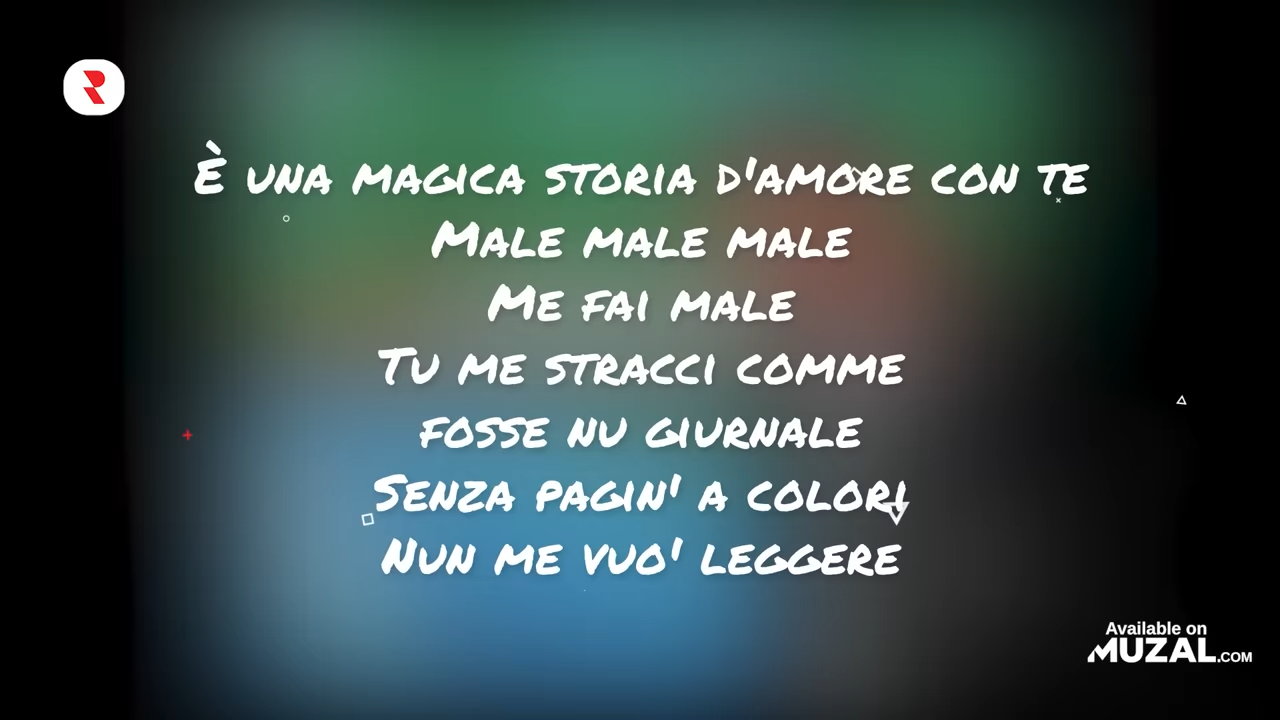 È una magica storia d'amore con te
Male male male
Me fai male
Tu me stracci comme
fosse nu giurnale
Senza pagin' a colori
Nun me vuo' leggere
Available on
MUZAL.COM